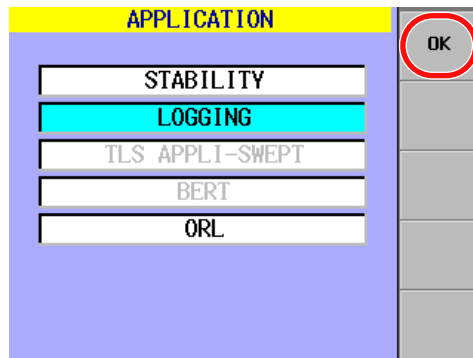 APPLICATION
OK
STABILITY
LOGGING
TLS APPLI-SWEPT
BERT
ORL